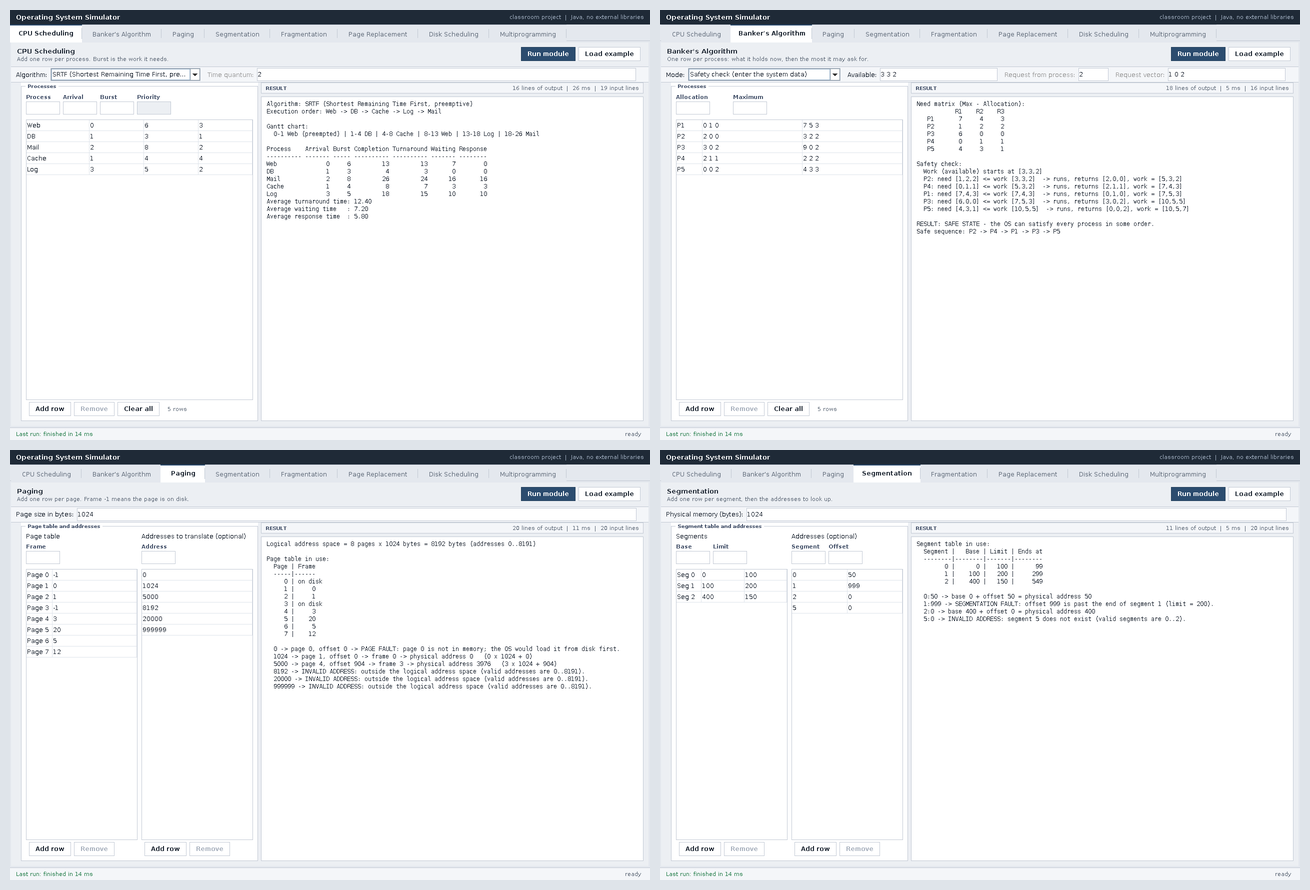 Operating System Simulator
classroom project | Java, no external libraries
CPU Scheduling Banker's Algorithm Paging Segmentation Fragmentation Page Replacement Disk Scheduling Multiprogramming
CPU Scheduling
Add one row per process. Burst is the work it needs.
Run module Load example
Algorithm: SRTF (Shortest Remaining Time First, pre... Time quantum: 2
Processes
Process Arrival Burst Priority
Web 0 6 3
DB 1 3 1
Mail 2 8 2
Cache 1 4 4
Log 3 5 2
Add row Remove Clear all 5 rows
RESULT 16 lines of output | 26 ms | 19 input lines
Algorithm: SRTF (Shortest Remaining Time First, preemptive)
Execution order: Web -> DB -> Cache -> Log -> Mail
Gantt chart:
0-1 Web (preempted) | 1-4 DB | 4-8 Cache | 8-13 Web | 13-18 Log | 18-26 Mail
Process Arrival Burst Completion Turnaround Waiting Response
---------- ------- ----- ---------- ---------- ------- --------
Web 0 6 13 13 7 0
DB 1 3 4 3 0 0
Mail 2 8 26 24 16 16
Cache 1 4 8 7 3 3
Log 3 5 18 15 10 10
Average turnaround time: 12.40
Average waiting time : 7.20
Average response time : 5.80
Last run: finished in 14 ms ready
Operating System Simulator
classroom project | Java, no external libraries
CPU Scheduling Banker's Algorithm Paging Segmentation Fragmentation Page Replacement Disk Scheduling Multiprogramming
Banker's Algorithm
One row per process: what it holds now, then the most it may ask for.
Run module Load example
Mode: Safety check (enter the system data) Available: 3 3 2 Request from process: 2 Request vector: 1 0 2
Processes
Allocation Maximum
P1 0 1 0 7 5 3
P2 2 0 0 3 2 2
P3 3 0 2 9 0 2
P4 2 1 1 2 2 2
P5 0 0 2 4 3 3
Add row Remove Clear all 5 rows
RESULT 18 lines of output | 5 ms | 16 input lines
Need matrix (Max - Allocation):
R1 R2 R3
P1 7 4 3
P2 1 2 2
P3 6 0 0
P4 0 1 1
P5 4 3 1
Safety check:
Work (available) starts at [3,3,2]
P2: need [1,2,2] <= work [3,3,2] -> runs, returns [2,0,0], work = [5,3,2]
P4: need [0,1,1] <= work [5,3,2] -> runs, returns [2,1,1], work = [7,4,3]
P1: need [7,4,3] <= work [7,4,3] -> runs, returns [0,1,0], work = [7,5,3]
P3: need [6,0,0] <= work [7,5,3] -> runs, returns [3,0,2], work = [10,5,5]
P5: need [4,3,1] <= work [10,5,5] -> runs, returns [0,0,2], work = [10,5,7]
RESULT: SAFE STATE - the OS can satisfy every process in some order.
Safe sequence: P2 -> P4 -> P1 -> P3 -> P5
Last run: finished in 14 ms ready
Operating System Simulator
classroom project | Java, no external libraries
CPU Scheduling Banker's Algorithm Paging Segmentation Fragmentation Page Replacement Disk Scheduling Multiprogramming
Paging
Add one row per page. Frame -1 means the page is on disk.
Run module Load example
Page size in bytes: 1024
Page table and addresses
Page table Addresses to translate (optional)
Frame Address
Page 0 -1 0
Page 1 0 1024
Page 2 1 5000
Page 3 -1 8192
Page 4 3 20000
Page 5 20 999999
Page 6 5
Page 7 12
Add row Remove Add row Remove
RESULT 20 lines of output | 11 ms | 20 input lines
Logical address space = 8 pages x 1024 bytes = 8192 bytes (addresses 0..8191)
Page table in use:
Page | Frame
-----|------
0 | on disk
1 | 0
2 | 1
3 | on disk
4 | 3
5 | 20
6 | 5
7 | 12
0 -> page 0, offset 0 -> PAGE FAULT: page 0 is not in memory; the OS would load it from disk first.
1024 -> page 1, offset 0 -> frame 0 -> physical address 0 (0 x 1024 + 0)
5000 -> page 4, offset 904 -> frame 3 -> physical address 3976 (3 x 1024 + 904)
8192 -> INVALID ADDRESS: outside the logical address space (valid addresses are 0..8191).
20000 -> INVALID ADDRESS: outside the logical address space (valid addresses are 0..8191).
999999 -> INVALID ADDRESS: outside the logical address space (valid addresses are 0..8191).
Last run: finished in 14 ms ready
Operating System Simulator
classroom project | Java, no external libraries
CPU Scheduling Banker's Algorithm Paging Segmentation Fragmentation Page Replacement Disk Scheduling Multiprogramming
Segmentation
Add one row per segment, then the addresses to look up.
Run module Load example
Physical memory (bytes): 1024
Segment table and addresses
Segments Addresses (optional)
Base Limit Segment Offset
Seg 0 0 100 0 50
Seg 1 100 200 1 999
Seg 2 400 150 2 0
5 0
Add row Remove Add row Remove
RESULT 11 lines of output | 5 ms | 20 input lines
Segment table in use:
Segment | Base | Limit | Ends at
--------|-------|-------|--------
0 | 0 | 100 | 99
1 | 100 | 200 | 299
2 | 400 | 150 | 549
0:50 -> base 0 + offset 50 = physical address 50
1:999 -> SEGMENTATION FAULT: offset 999 is past the end of segment 1 (limit = 200).
2:0 -> base 400 + offset 0 = physical address 400
5:0 -> INVALID ADDRESS: segment 5 does not exist (valid segments are 0..2).
Last run: finished in 14 ms ready